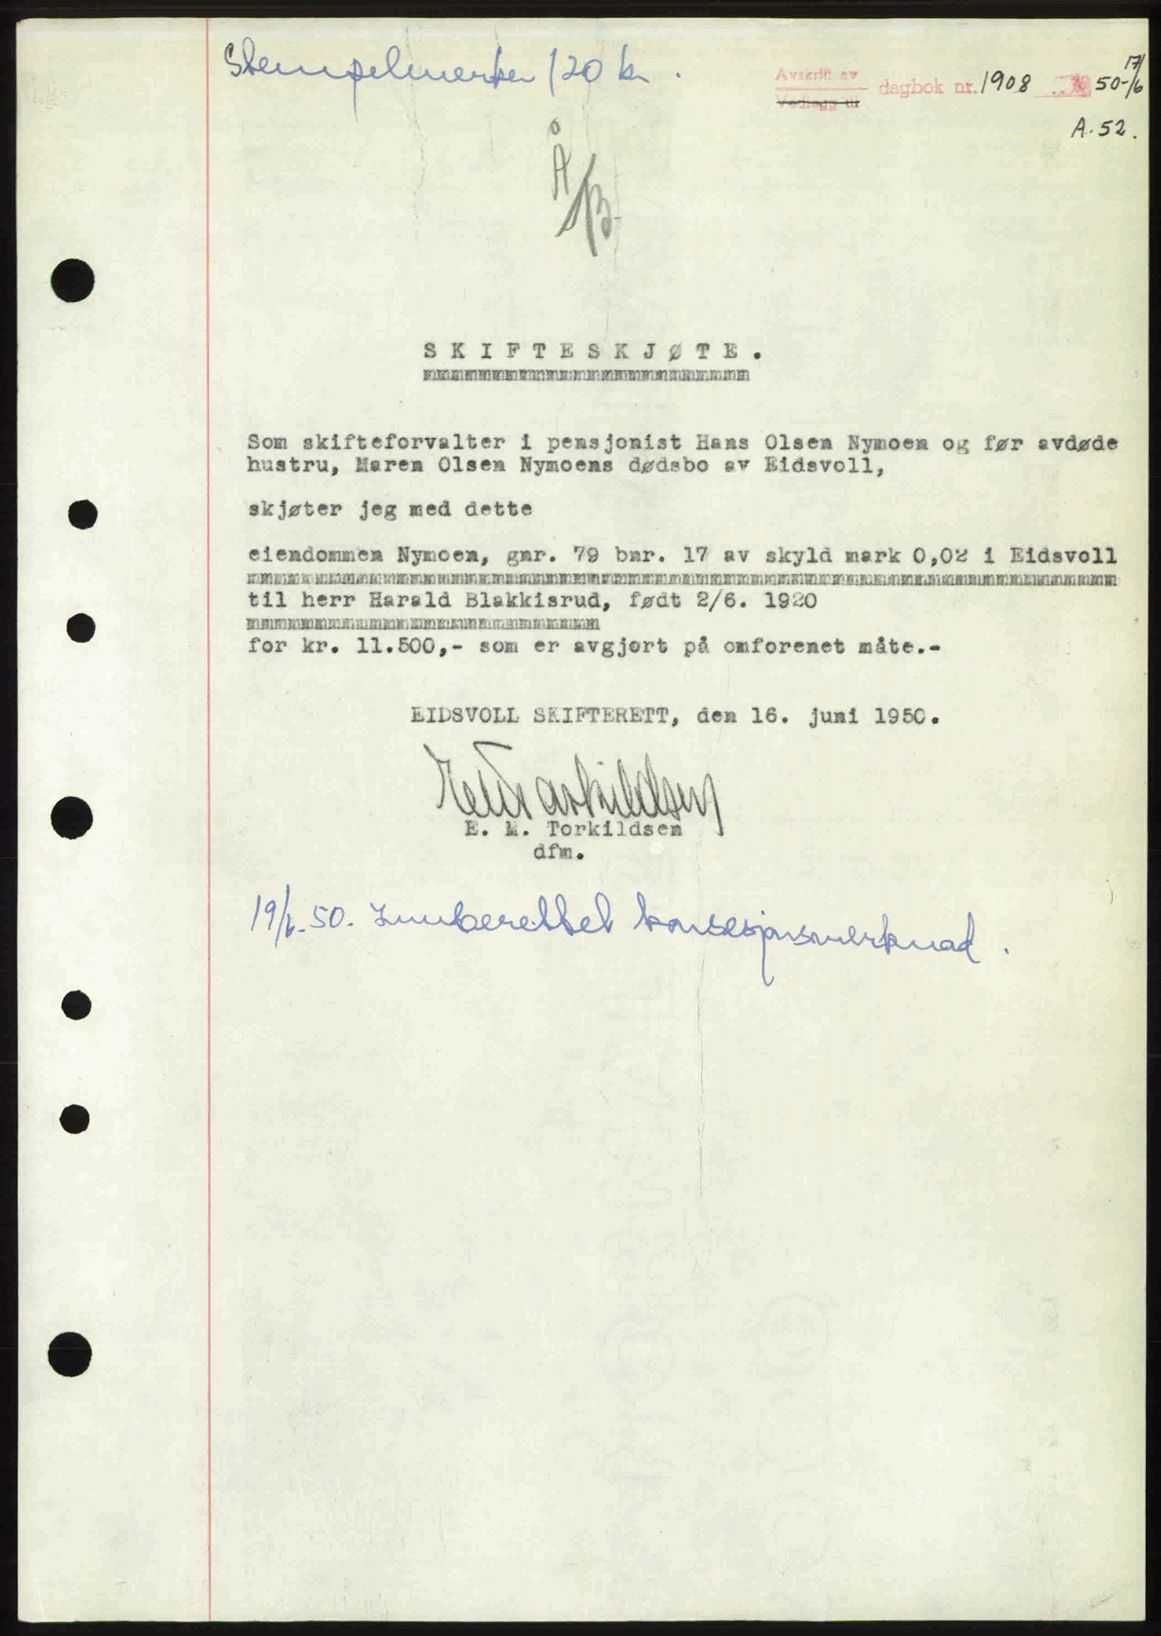 Stempelmerker 120 kr.
Avskrift av
Vedlegg til dagbok nr. 1908 50-17/6
A. 52.
Å/B
SKIFTESKJØTE.
Som skifteforvalter i pensjonist Hans Olsen Nymoen og før avdøde
hustru, Maren Olsen Nymoens dødsbo av Eidsvoll,
skjøter jeg med dette
eiendommen Nymoen, gnr. 79 bnr. 17 av skyld mark 0,02 i Eidsvoll
til herr Harald Blakkisrud, født 2/6. 1920
for kr. 11.500,- som er avgjort på omforenet måte.-
EIDSVOLL SKIFTERETT, den 16. juni 1950.
E. M. Torkildsen
E. M. Torkildsen
dfm.
19/6.50. Innberettet konsesjonsmerknad.